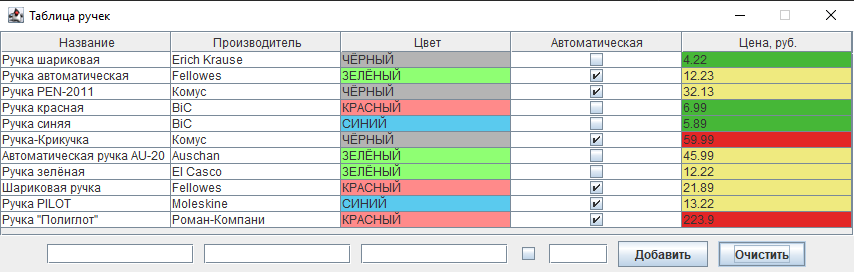 Таблица ручек
Название Производитель Цвет Автоматическая Цена, руб.
Ручка шариковая Erich Krause ЧЁРНЫЙ 4.22
Ручка автоматическая Fellowes ЗЕЛЁНЫЙ 12.23
Ручка PEN-2011 Комус ЧЁРНЫЙ 32.13
Ручка красная BiC КРАСНЫЙ 6.99
Ручка синяя BiC СИНИЙ 5.89
Ручка-Крикучка Комус ЧЁРНЫЙ 59.99
Автоматическая ручка AU-20 Auschan ЗЕЛЁНЫЙ 45.99
Ручка зелёная El Casco ЗЕЛЁНЫЙ 12.22
Шариковая ручка Fellowes КРАСНЫЙ 21.89
Ручка PILOT Moleskine СИНИЙ 13.22
Ручка "Полиглот" Роман-Компани КРАСНЫЙ 223.9
Добавить Очистить